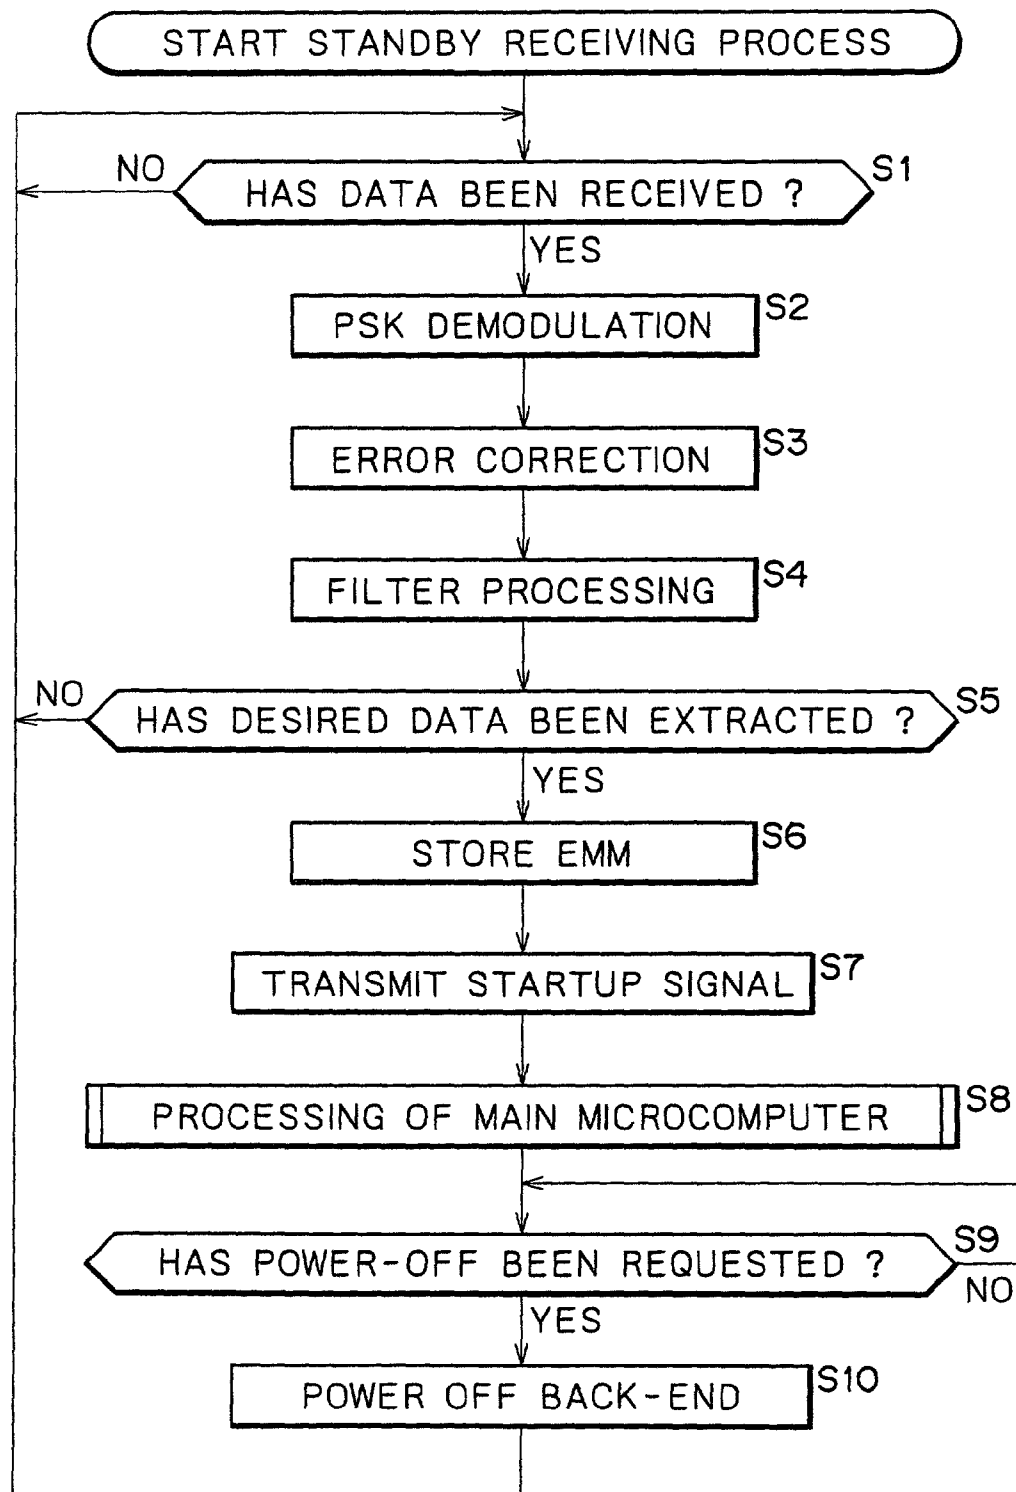 START STANDBY RECEIVING PROCESS
NO
HAS DATA BEEN RECEIVED ?
S1
YES
PSK DEMODULATION
S2
ERROR CORRECTION
S3
FILTER PROCESSING
S4
NO
HAS DESIRED DATA BEEN EXTRACTED ?
S5
YES
STORE EMM
S6
TRANSMIT STARTUP SIGNAL
S7
PROCESSING OF MAIN MICROCOMPUTER
S8
HAS POWER-OFF BEEN REQUESTED ?
S9
NO
YES
POWER OFF BACK-END
S10